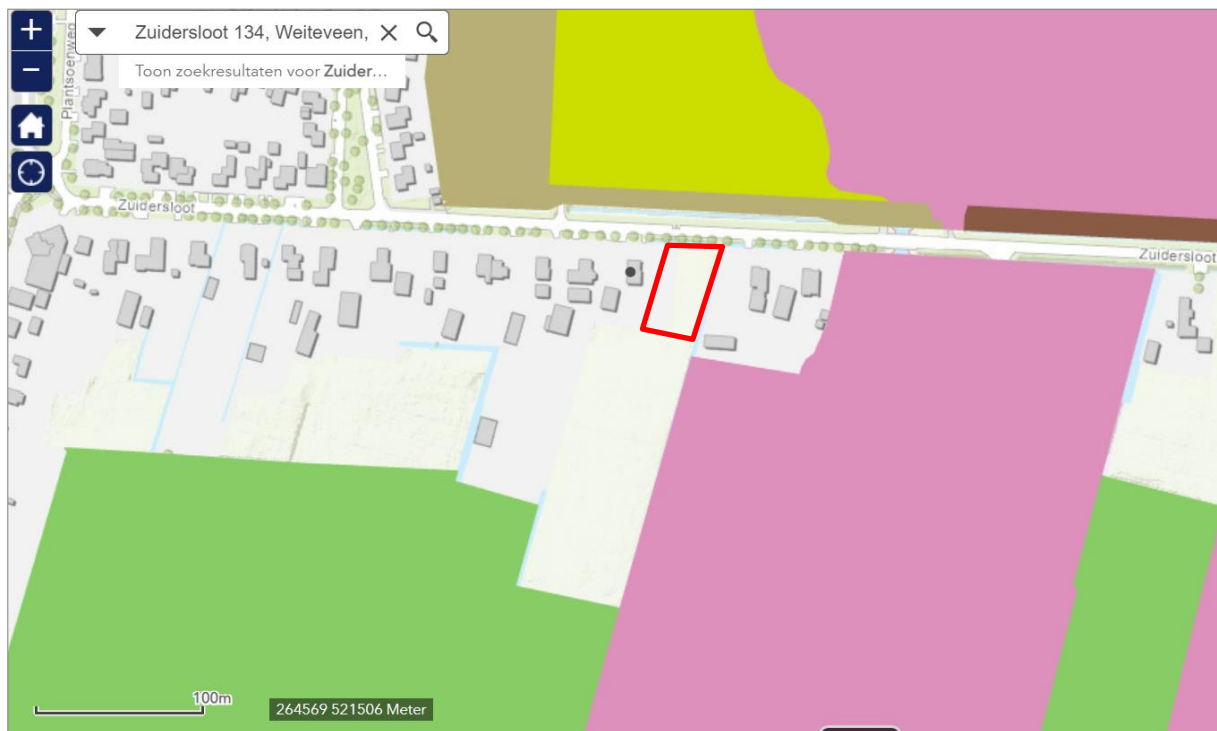 +
Zuidersloot 134, Weiteveen,
−
Toon zoekresultaten voor Zuider...
Plantsoenweg
Zuidersloot
Zuidersloot
100m
264569 521506 Meter